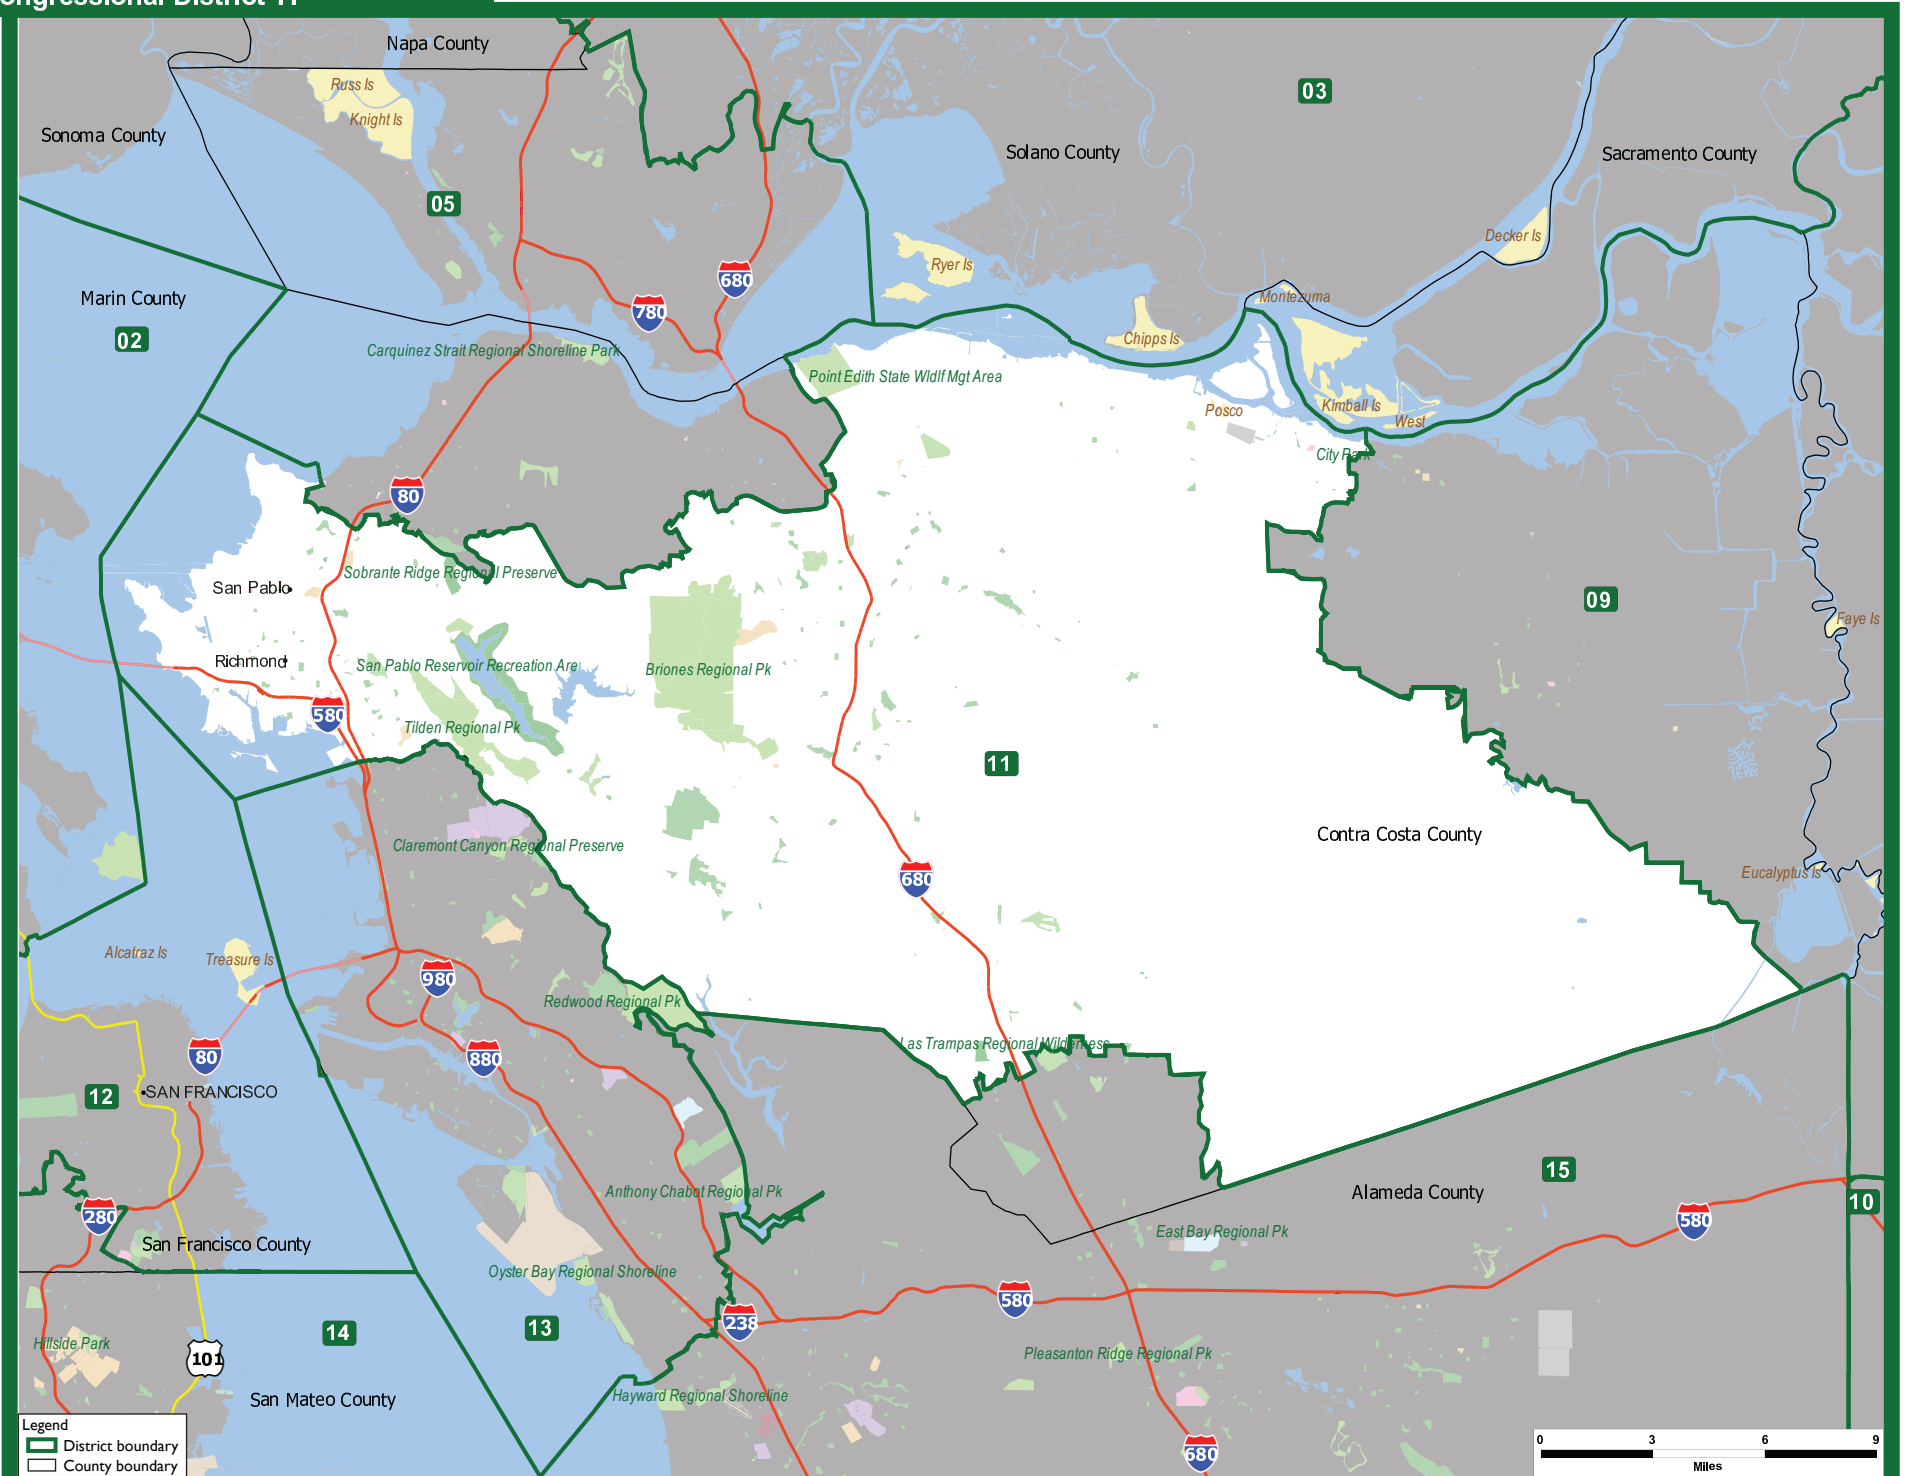 ongressional District 11
Napa County
Russ Is
Knight Is
03
Sonoma County
Solano County
Sacramento County
05
Decker Is
Ryer Is
680
Marin County
Montezuma
780
02
Chipps Is
Carquinez Strait Regional Shoreline Park
Point Edith State Wldlf Mgt Area
Posco
Kimball Is
West
City Park
80
Sobrante Ridge Regional Preserve
San Pablo
09
Faye Is
Richmond
San Pablo Reservoir Recreation Are
Briones Regional Pk
580
Tilden Regional Pk
11
Contra Costa County
Claremont Canyon Regional Preserve
680
Eucalyptus Is
Alcatraz Is
Treasure Is
980
Redwood Regional Pk
Las Trampas Regional Wilderness
80
880
12
SAN FRANCISCO
15
Anthony Chabot Regional Pk
Alameda County
10
280
580
East Bay Regional Pk
San Francisco County
Oyster Bay Regional Shoreline
580
238
13
14
Hillside Park
101
Pleasanton Ridge Regional Pk
San Mateo County
Hayward Regional Shoreline
680
Legend
District boundary
County boundary
0 3 6 9
Miles